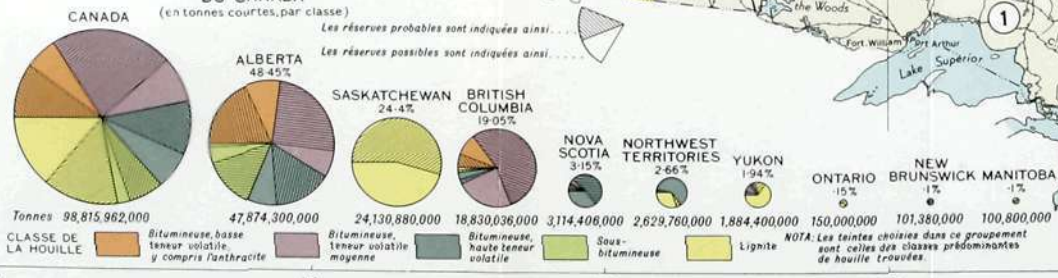 DU CANADA
(en tonnes courtes, par classe)
CANADA
Les réserves probables sont indiquées ainsi.....
Les réserves possibles sont indiquées ainsi.....
the Woods
Fort William
Port Arthur
Lake Superior
1
ALBERTA
48·45%
SASKATCHEWAN
24·4%
BRITISH
COLUMBIA
19·05%
NOVA
SCOTIA
3·15%
NORTHWEST
TERRITORIES
2·66%
YUKON
1·94%
ONTARIO
·15%
NEW
BRUNSWICK
·1%
MANITOBA
·1%
Tonnes 98,815,962,000
47,874,300,000
24,130,880,000
18,830,036,000
3,114,406,000
2,629,760,000
1,884,400,000
150,000,000
101,380,000
100,800,000
CLASSE DE
LA HOUILLE
Bitumineuse, basse
teneur volatile,
y compris l'anthracite
Bitumineuse,
teneur volatile
moyenne
Bitumineuse,
haute teneur
volatile
Sous-
bitumineuse
Lignite
NOTA: Les teintes choisies dans ce groupement
sont celles des classes prédominantes
de houille trouvées.